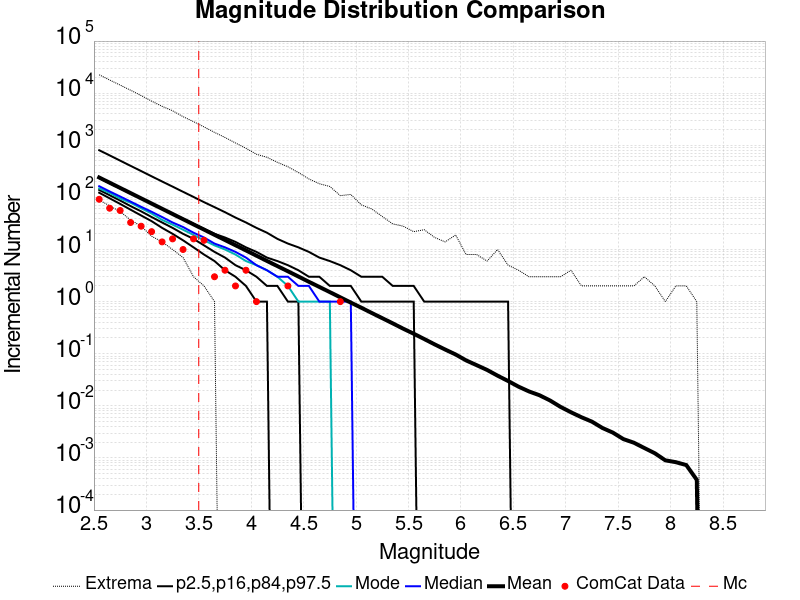 Magnitude Distribution Comparison
10 5
10 4
10 3
10 2
10 1
10 0
10 -1
10 -2
10 -3
10 -4
Incremental Number
2.5 3 3.5 4 4.5 5 5.5 6 6.5 7 7.5 8 8.5
Magnitude
Extrema p2.5,p16,p84,p97.5 Mode Median Mean ComCat Data Mc